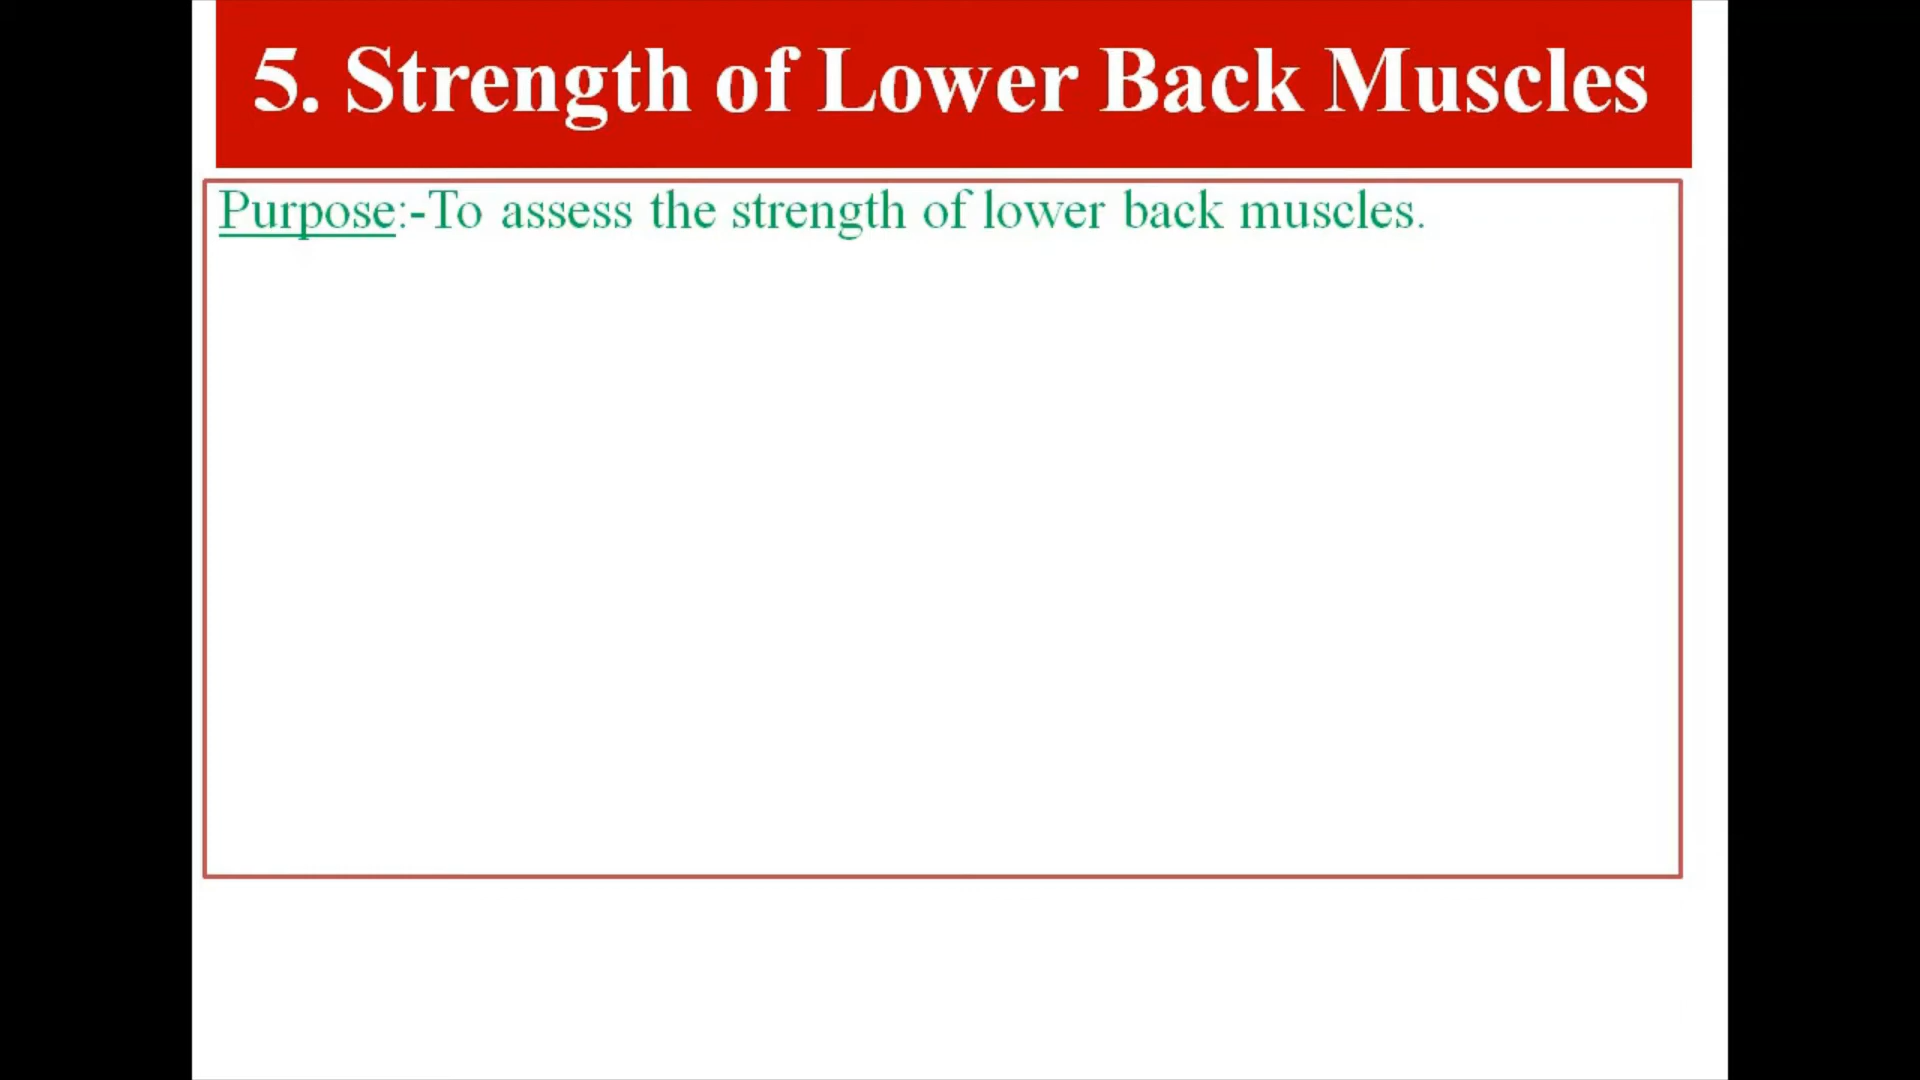 5. Strength of Lower Back Muscles
Purpose:-To assess the strength of lower back muscles.